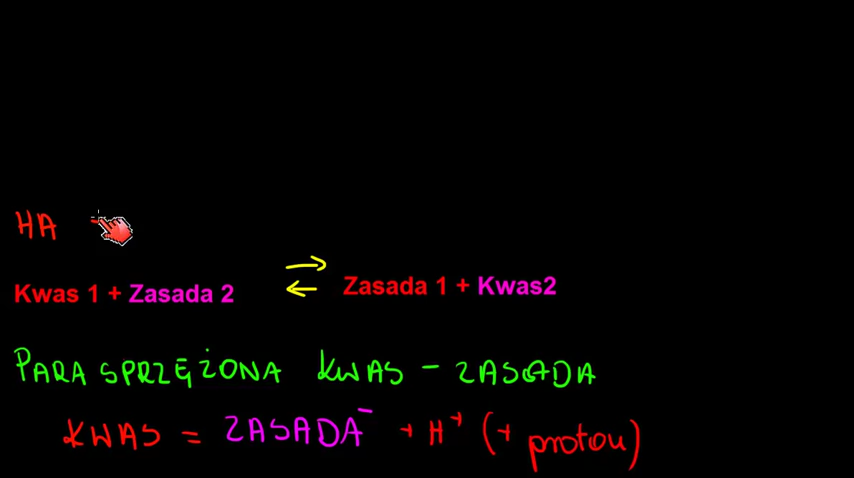 HA
Kwas 1 + Zasada 2 ⇄ Zasada 1 + Kwas2
PARA SPRZĘŻONA KWAS - ZASADA
KWAS = ZASADA⁻ + H⁺ (+ proton)